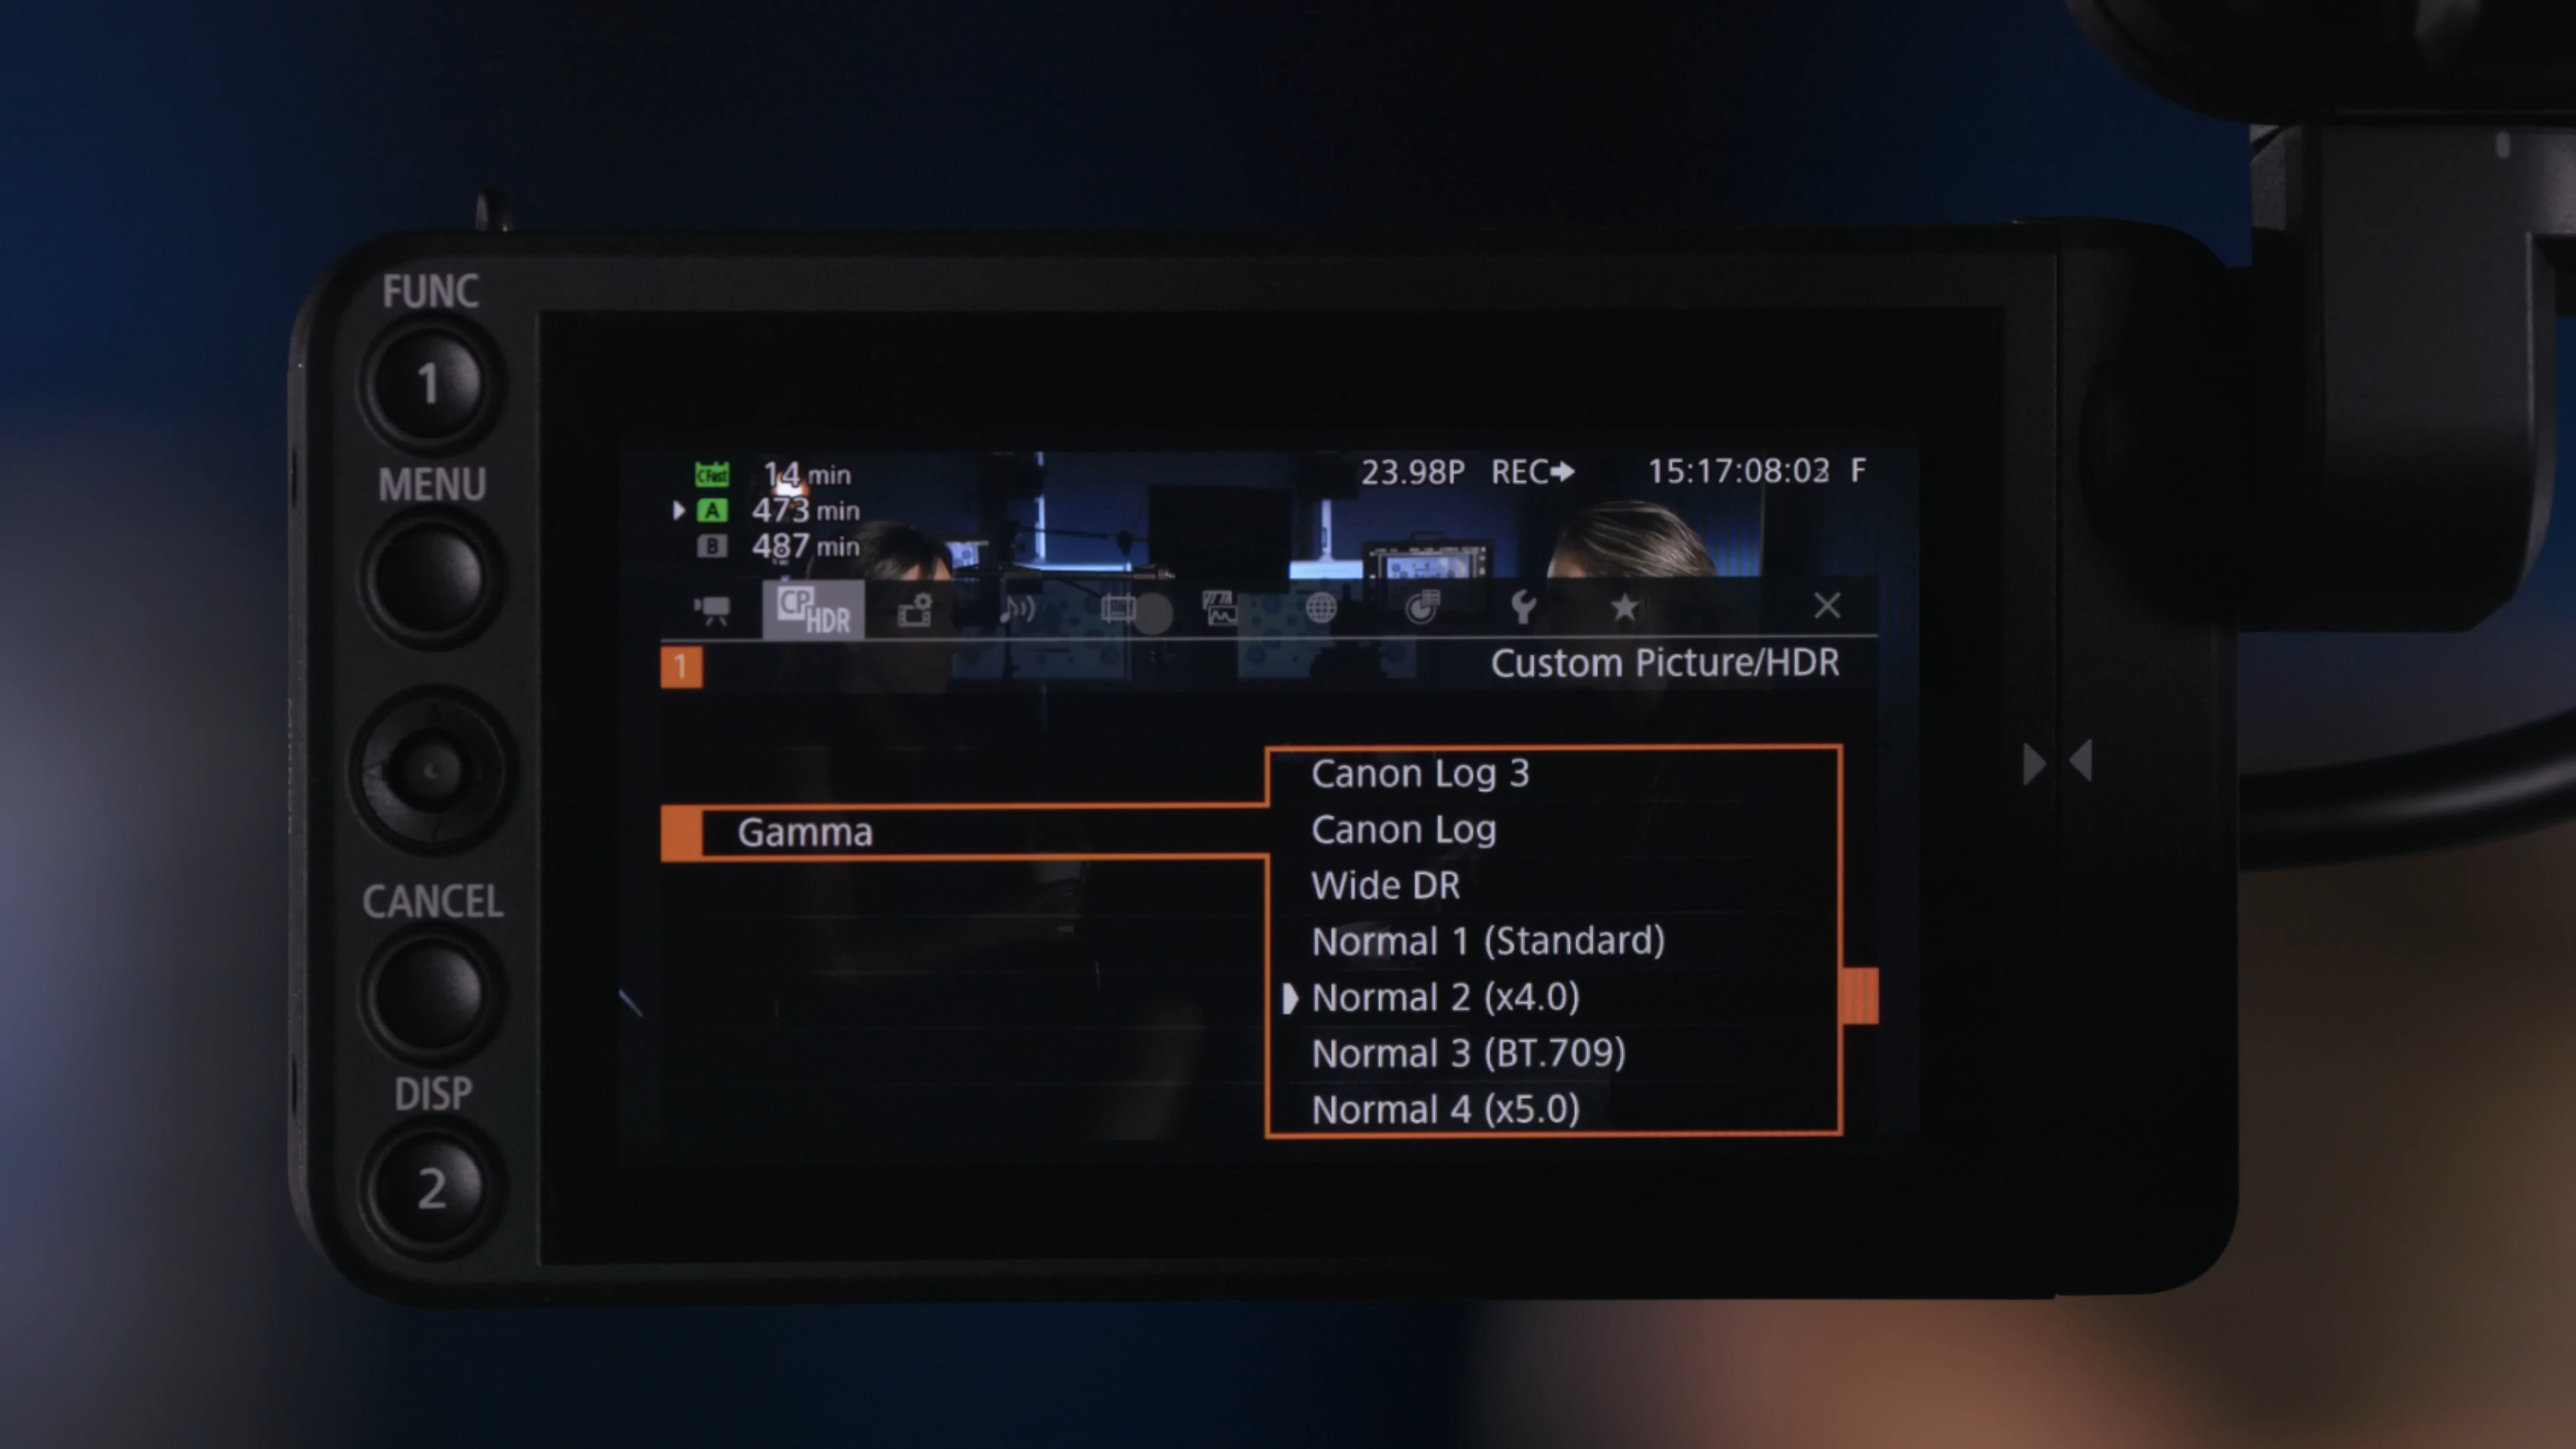 FUNC
1
MENU
CANCEL
DISP
2
CFast 14 min
A 473 min
B 487 min
23.98P REC 15:17:08:03 F
CP HDR
1 Custom Picture/HDR
Gamma
Canon Log 3
Canon Log
Wide DR
Normal 1 (Standard)
Normal 2 (x4.0)
Normal 3 (BT.709)
Normal 4 (x5.0)